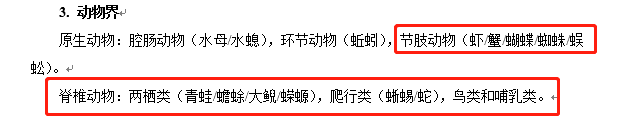 3. 动物界
原生动物：腔肠动物（水母/水螅），环节动物（蚯蚓），节肢动物（虾/蟹/蝴蝶/蜘蛛/蜈
蚣）。
脊椎动物：两栖类（青蛙/蟾蜍/大鲵/蝾螈），爬行类（蜥蜴/蛇），鸟类和哺乳类。